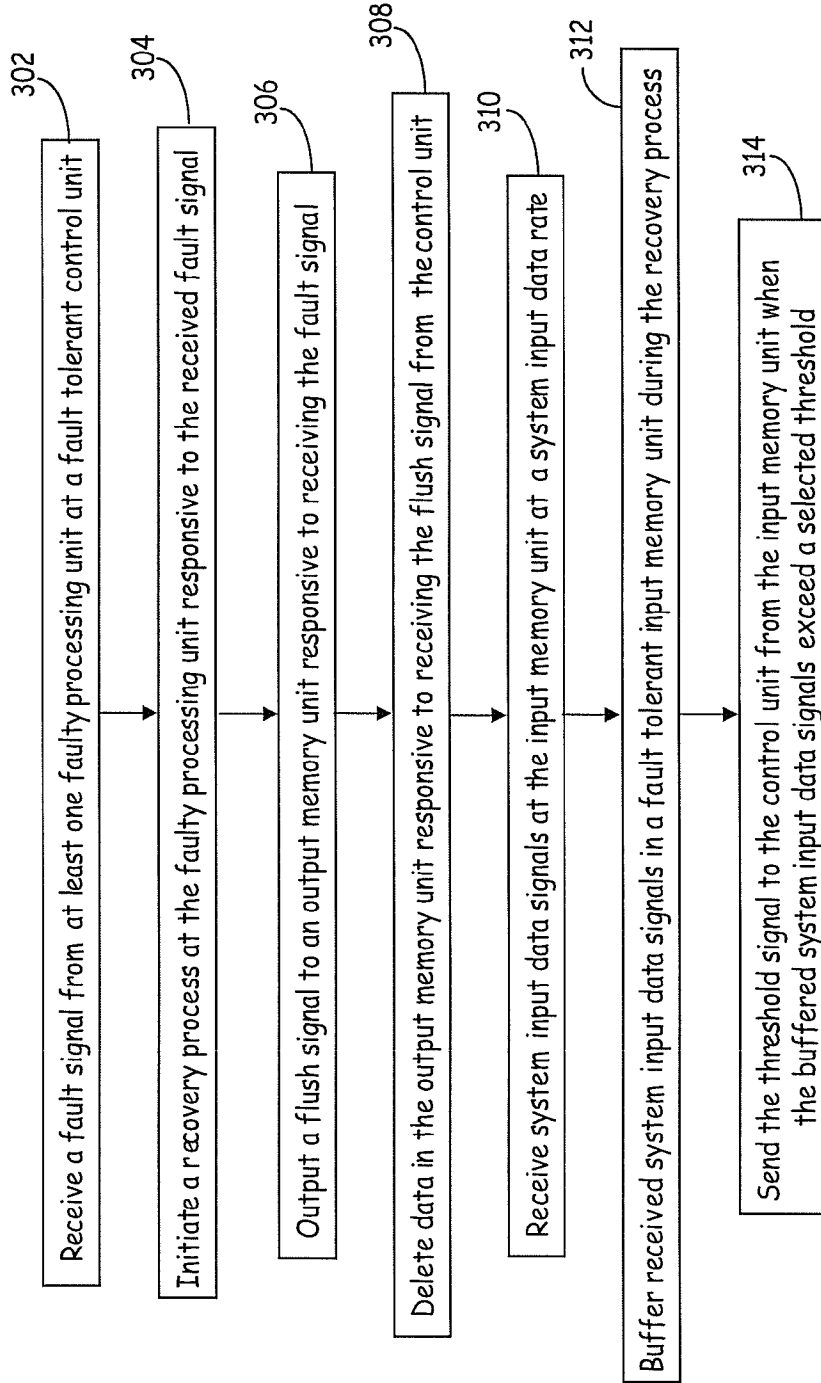 302
Receive a fault signal from at least one faulty processing unit at a fault tolerant control unit
304
Initiate a recovery process at the faulty processing unit responsive to the received fault signal
306
Output a flush signal to an output memory unit responsive to receiving the fault signal
308
Delete data in the output memory unit responsive to receiving the flush signal from the control unit
310
Receive system input data signals at the input memory unit at a system input data rate
312
Buffer received system input data signals in a fault tolerant input memory unit during the recovery process
314
Send the threshold signal to the control unit from the input memory unit when
the buffered system input data signals exceed a selected threshold